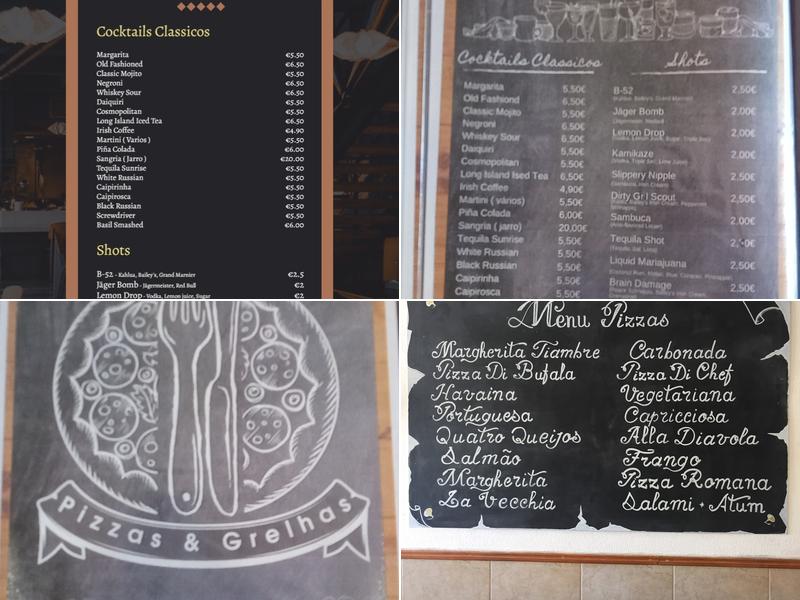 Cocktails Classicos
Margarita €5.50
Old Fashioned €6.50
Classic Mojito €5.50
Negroni €6.50
Whiskey Sour €6.50
Daiquiri €5.50
Cosmopolitan €5.50
Long Island Iced Tea €6.50
Irish Coffee €4.90
Martini ( Varios ) €5.50
Piña Colada €6.00
Sangria ( Jarro ) €20.00
Tequila Sunrise €5.50
White Russian €5.50
Caipirinha €5.50
Caipirosca €5.50
Black Russian €5.50
Screwdriver €5.50
Basil Smashed €6.00
Shots
B-52 - Kahlua, Bailey's, Grand Marnier €2.5
Jäger Bomb - Jägermeister, Red Bull €2
Lemon Drop - Vodka, Lemon juice, Sugar €2
Cocktails Classicos
Margarita 5,50€
Old Fashiond 6,50€
Classic Mojito 5,50€
Negroni 6,50€
Whiskey Sour 6,50€
Daiquiri 5,50€
Cosmopolitan 5,50€
Long Island Ised Tea 6,50€
Irish Coffee 4,90€
Martini ( vários) 5,50€
Piña Colada 6,00€
Sangria ( jarro) 20,00€
Tequila Sunrise 5,50€
White Russian 5,50€
Black Russian 5,50€
Caipirinha 5,50€
Caipirosca 5,50€
Shots
B-52 2,50€
Jäger Bomb 2,00€
Lemon Drop 2,00€
Kamikaze 2,00€
Slippery Nipple 2,50€
Dirty Girl Scout 2,50€
Sambuca 2,00€
Tequila Shot
Liquid Mariajuana 2,50€
Brain Damage 2,50€
Pizzas & Grelhas
Menu Pizzas
Margherita Fiambre
Pizza Di Bufala
Havaina
Portuguesa
Quatro Queijos
Salmão
Margherita
La Vecchia
Carbonada
Pizza Di Chef
Vegetariana
Capricciosa
Alla Diavola
Frango
Pizza Romana
Salami + Atum